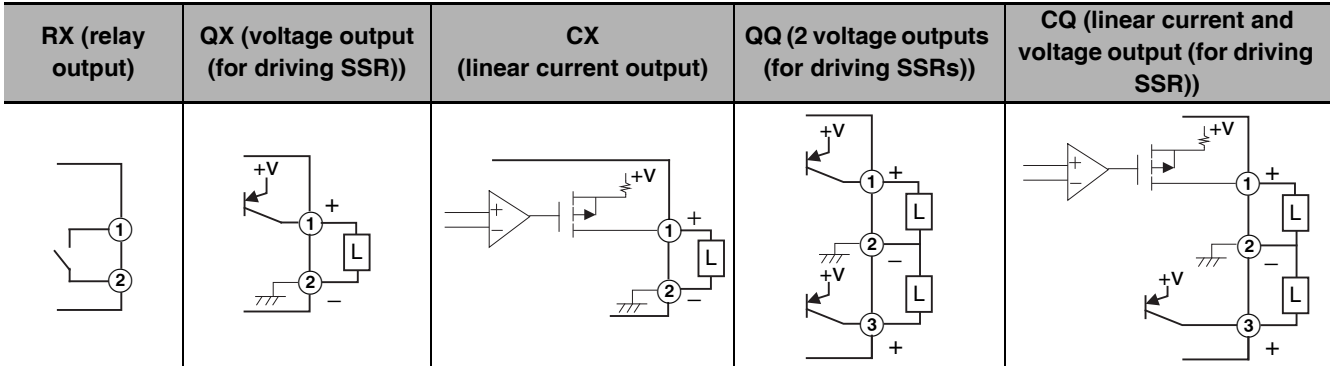 RX (relay
output)
QX (voltage output
(for driving SSR))
CX
(linear current output)
QQ (2 voltage outputs
(for driving SSRs))
CQ (linear current and
voltage output (for driving
SSR))
1
2
+V
+
1
L
2
−
+
−
+V
+
1
L
2
−
+V
+
1
L
2
−
+V
L
3
+
+
−
+V
+
1
L
2
−
+V
L
3
+